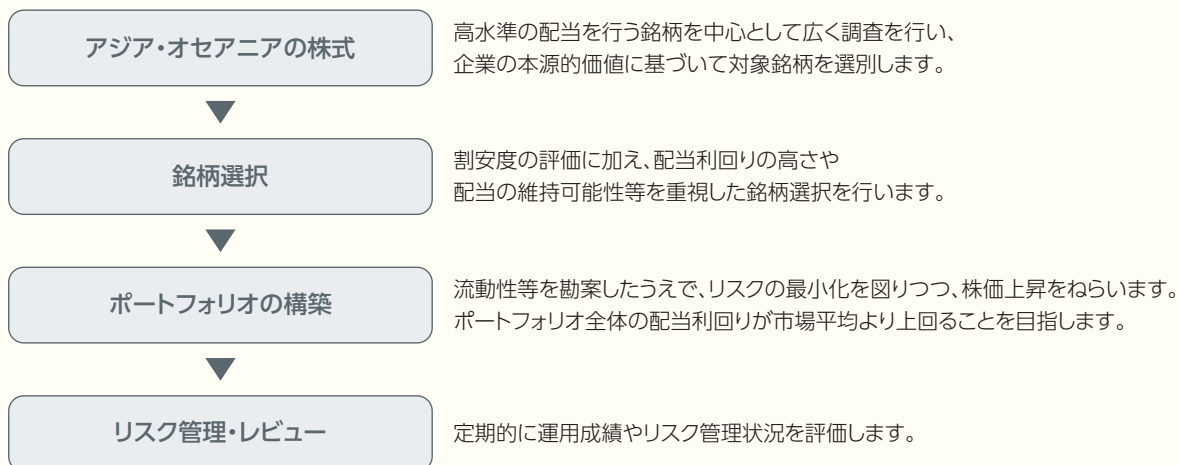 アジア・オセアニアの株式
高水準の配当を行う銘柄を中心として広く調査を行い、
企業の本源的価値に基づいて対象銘柄を選別します。
銘柄選択
割安度の評価に加え、配当利回りの高さや
配当の維持可能性等を重視した銘柄選択を行います。
ポートフォリオの構築
流動性等を勘案したうえで、リスクの最小化を図りつつ、株価上昇をねらいます。
ポートフォリオ全体の配当利回りが市場平均より上回ることを目指します。
リスク管理・レビュー
定期的に運用成績やリスク管理状況を評価します。